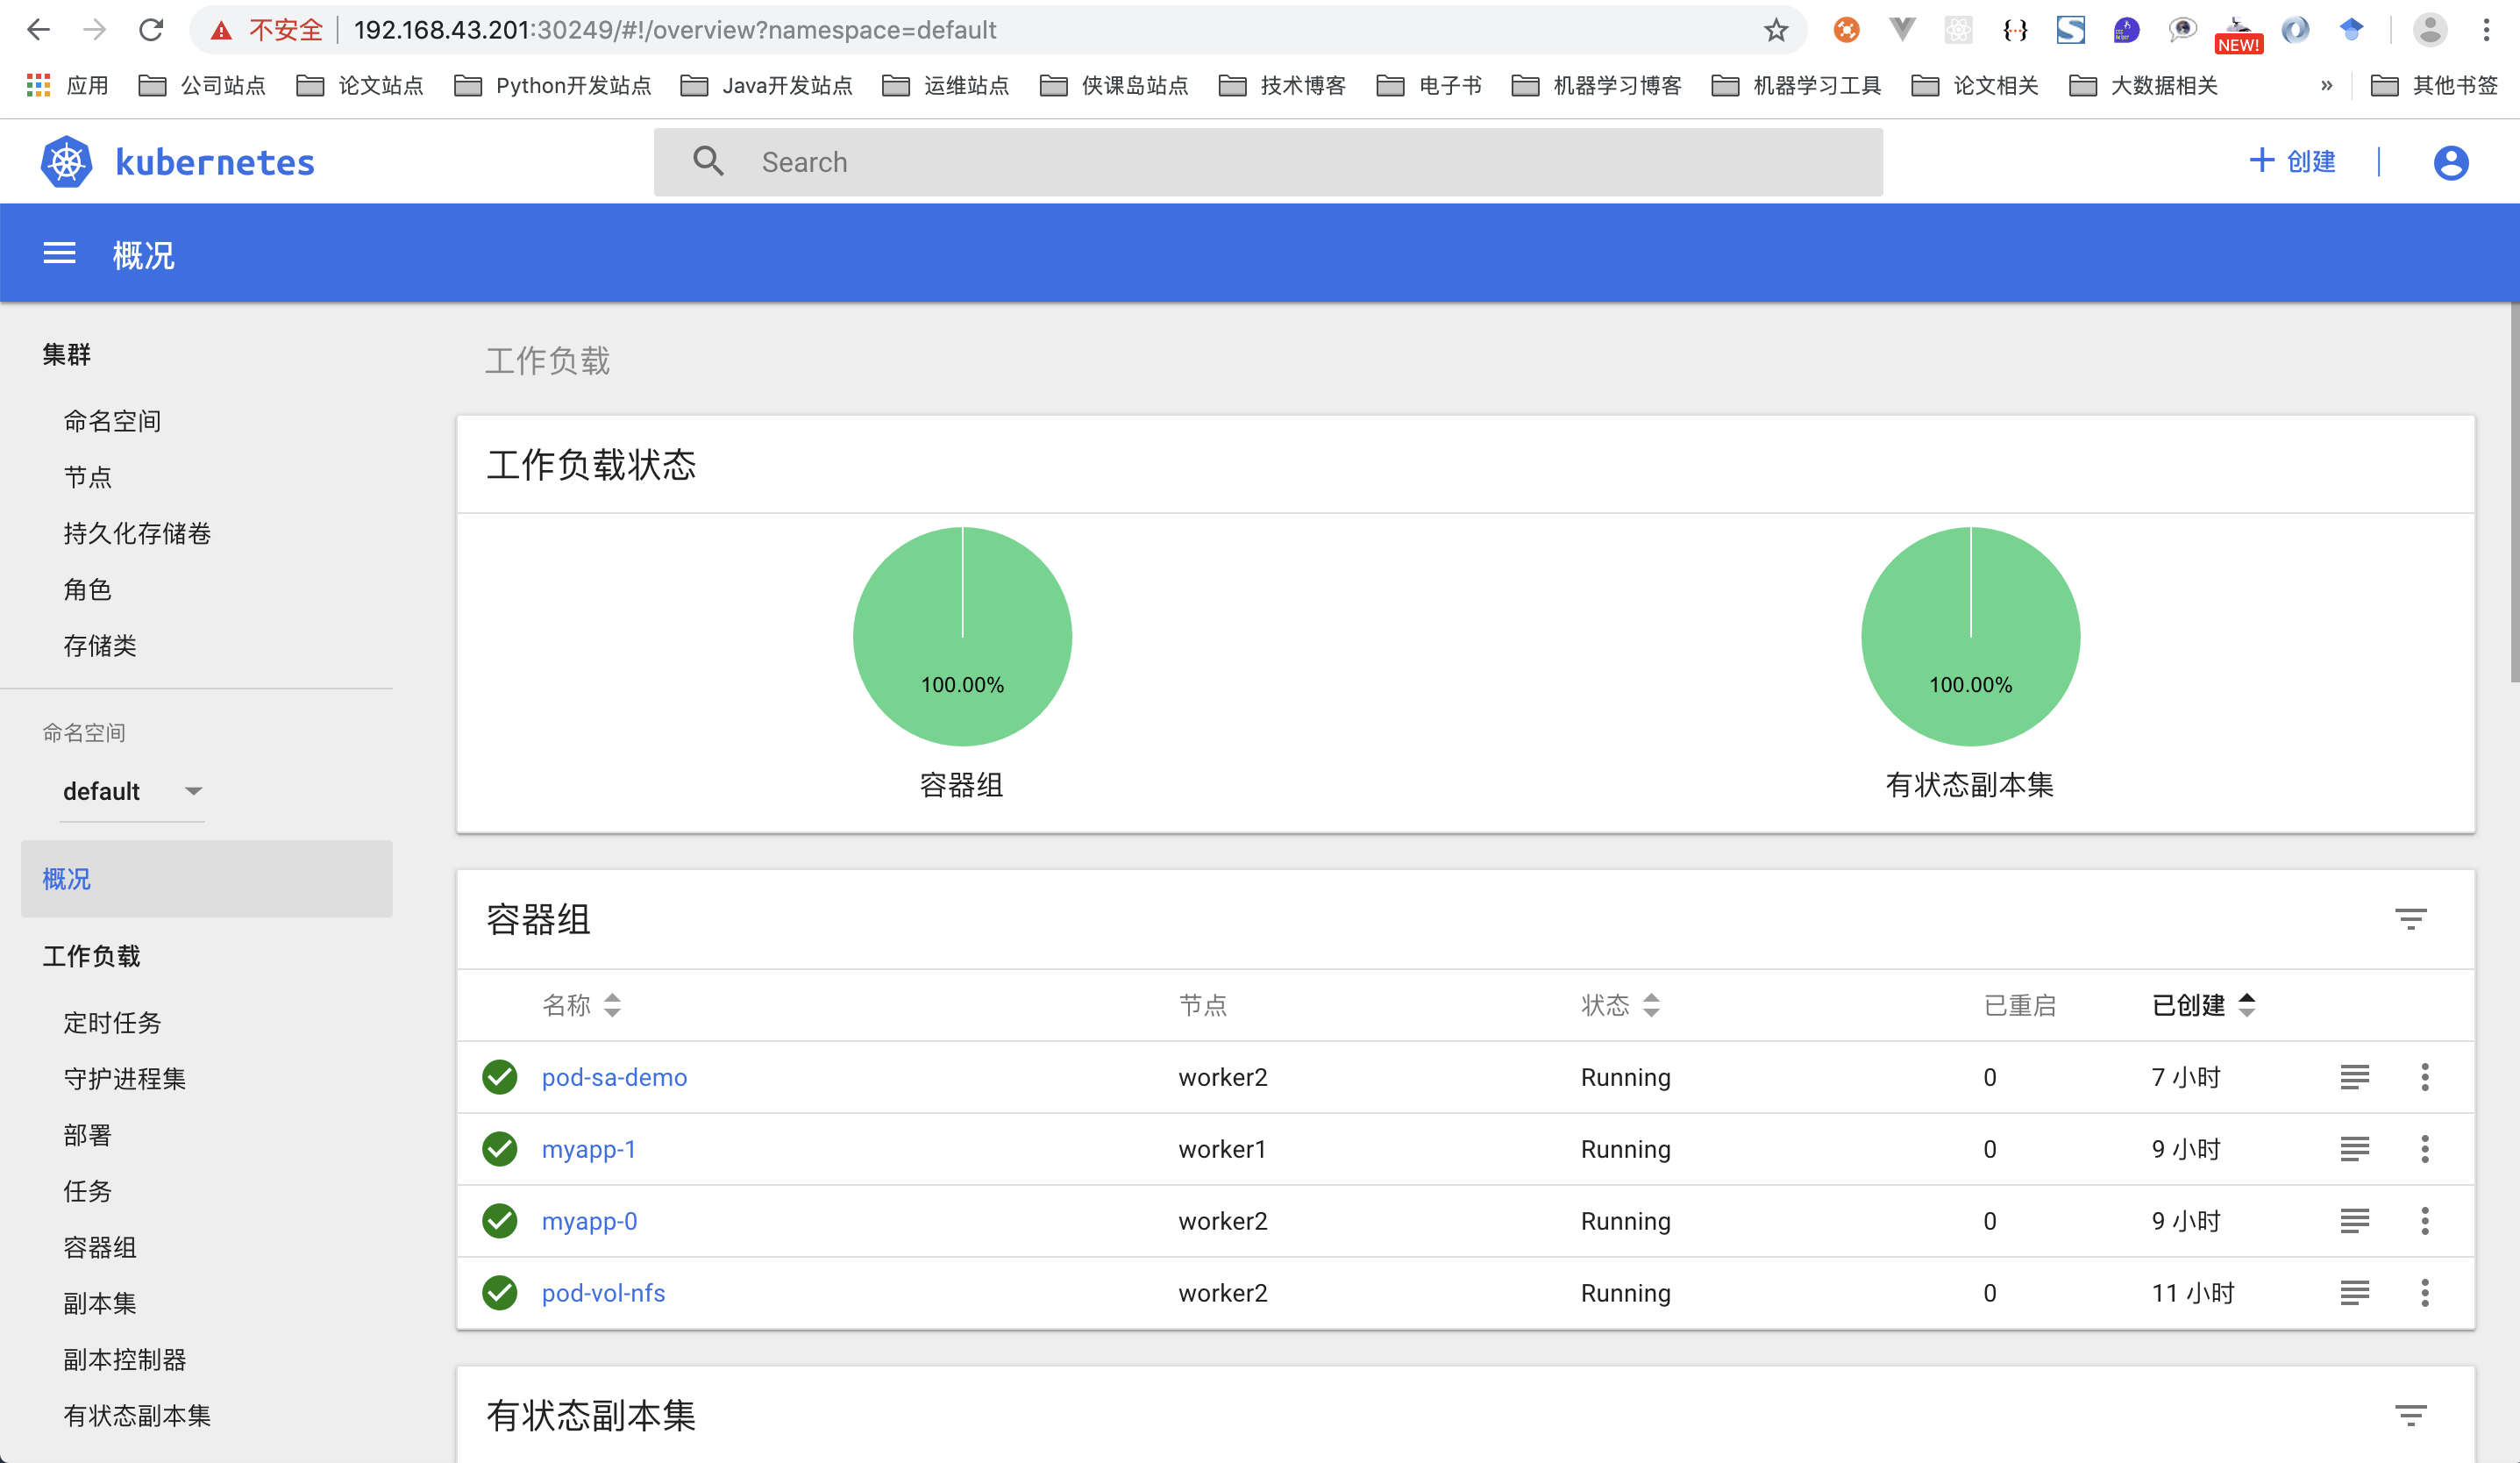 不安全 192.168.43.201:30249/#!/overview?namespace=default
NEW!
应用 公司站点 论文站点 Python开发站点 Java开发站点 运维站点 侠课岛站点 技术博客 电子书 机器学习博客 机器学习工具 论文相关 大数据相关 » 其他书签
kubernetes Search + 创建
概况
集群
命名空间
节点
持久化存储卷
角色
存储类
命名空间
default
概况
工作负载
定时任务
守护进程集
部署
任务
容器组
副本集
副本控制器
有状态副本集
工作负载
工作负载状态
100.00% 100.00%
容器组 有状态副本集
容器组
名称 节点 状态 已重启 已创建
pod-sa-demo worker2 Running 0 7 小时
myapp-1 worker1 Running 0 9 小时
myapp-0 worker2 Running 0 9 小时
pod-vol-nfs worker2 Running 0 11 小时
有状态副本集